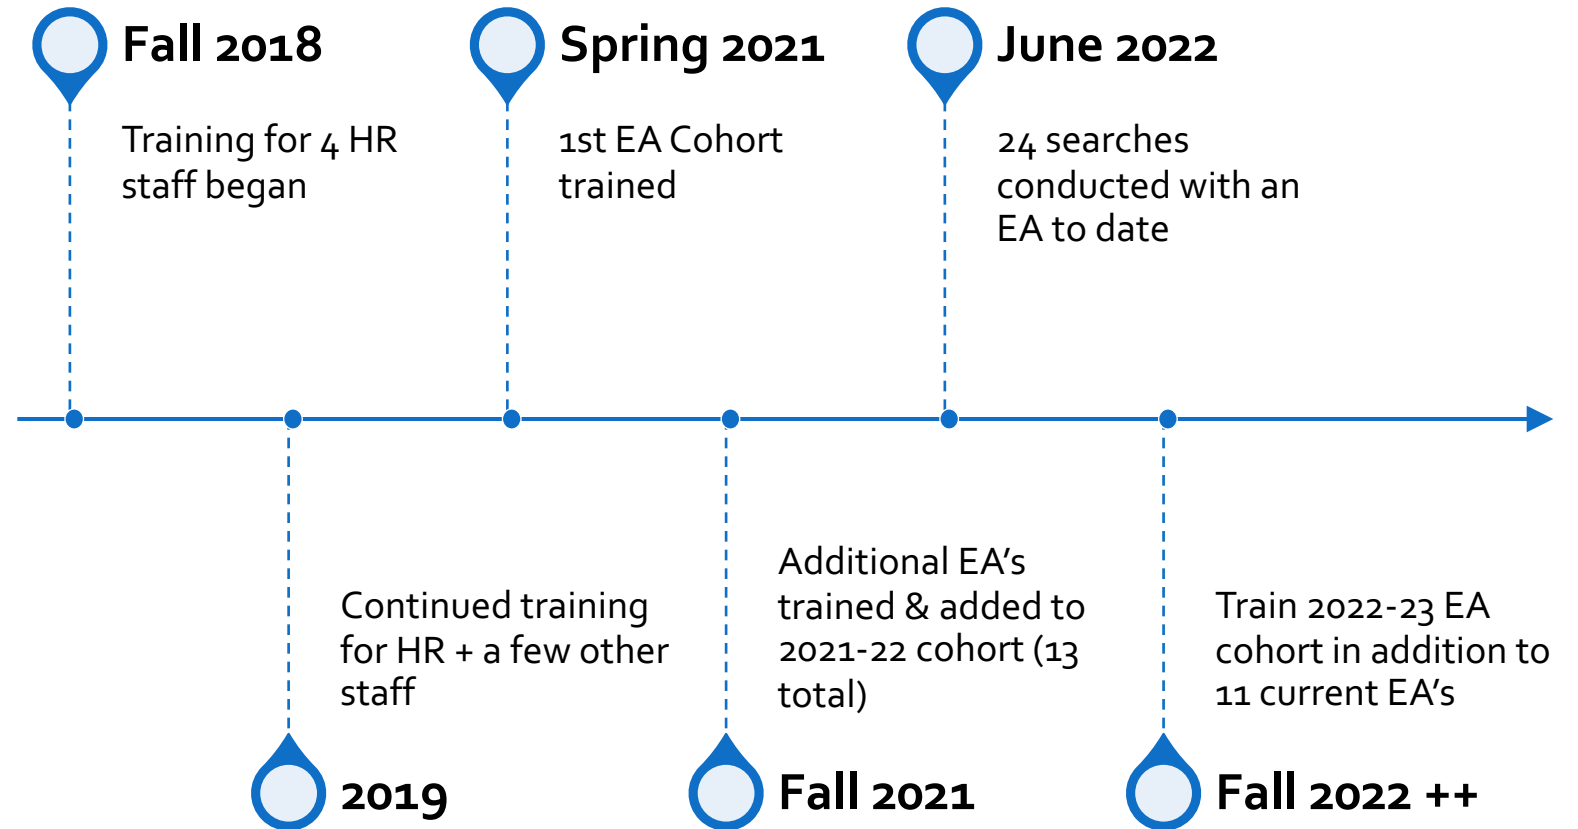 Fall 2018
Training for 4 HR
staff began
Spring 2021
1st EA Cohort
trained
June 2022
24 searches
conducted with an
EA to date
Continued training
for HR + a few other
staff
2019
Additional EA’s
trained & added to
2021-22 cohort (13
total)
Fall 2021
Train 2022-23 EA
cohort in addition to
11 current EA’s
Fall 2022 ++